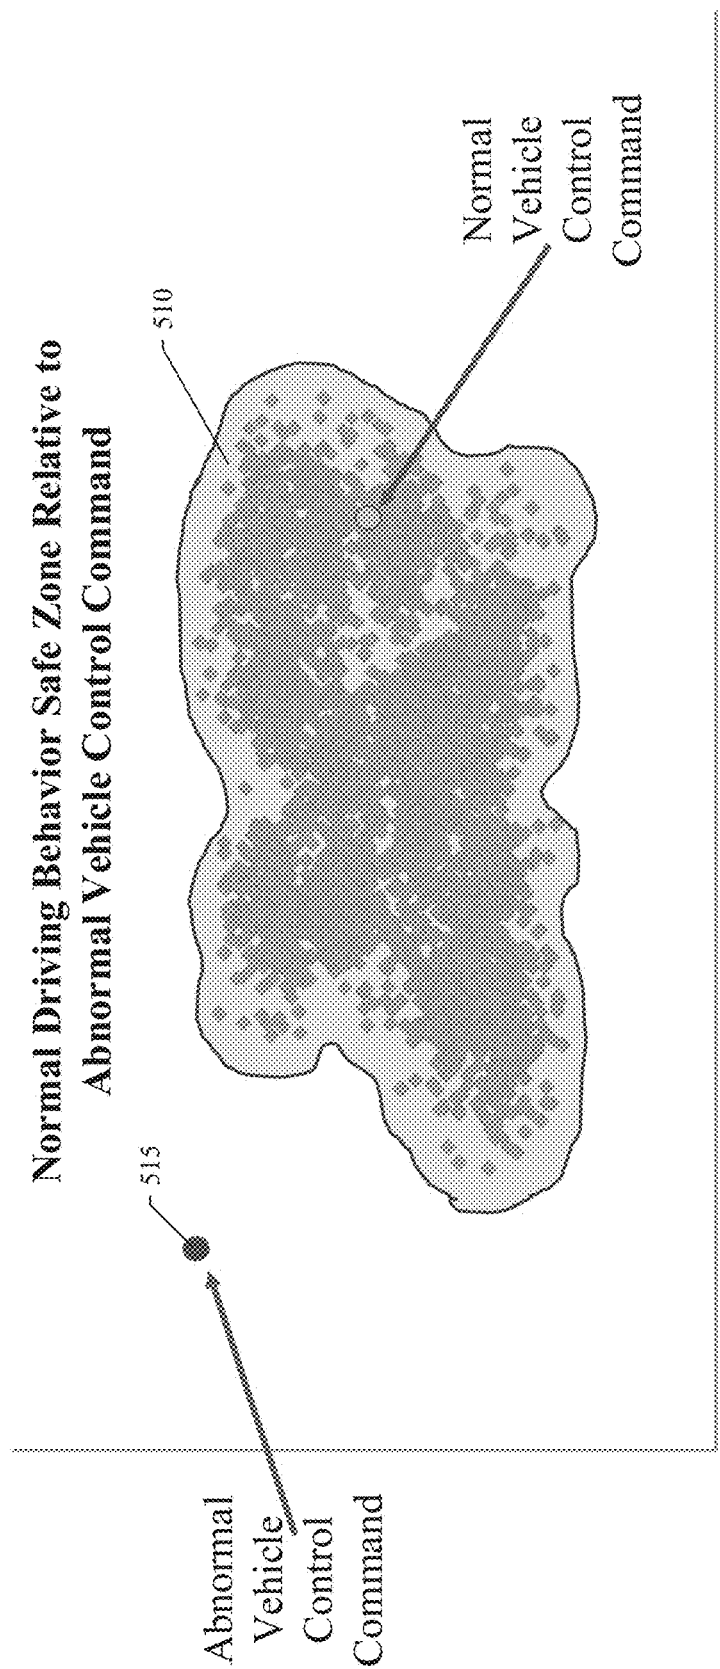 Normal Driving Behavior Safe Zone Relative to
Abnormal Vehicle Control Command
515
510
Abnormal
Vehicle
Control
Command
Normal
Vehicle
Control
Command